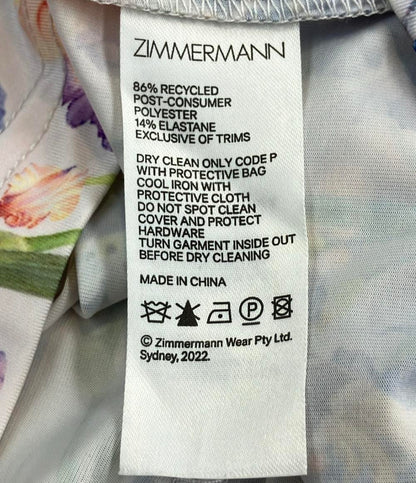 ZIMMERMANN
86% RECYCLED
POST-CONSUMER
POLYESTER
14% ELASTANE
EXCLUSIVE OF TRIMS
DRY CLEAN ONLY CODE P
WITH PROTECTIVE BAG
COOL IRON WITH
PROTECTIVE CLOTH
DO NOT SPOT CLEAN
COVER AND PROTECT
HARDWARE
TURN GARMENT INSIDE OUT
BEFORE DRY CLEANING
MADE IN CHINA
P
© Zimmermann Wear Pty Ltd.
Sydney, 2022.